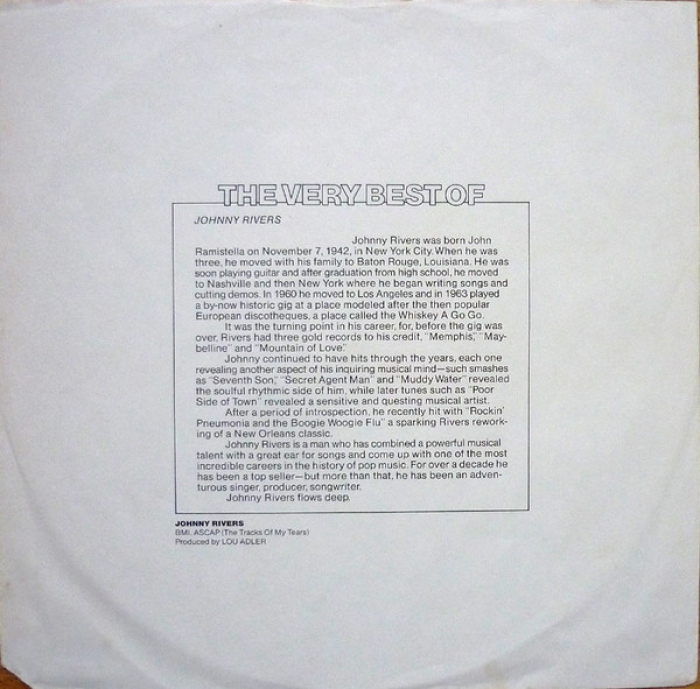 THE VERY BEST OF
JOHNNY RIVERS
Johnny Rivers was born John
Ramistella on November 7, 1942, in New York City. When he was
three, he moved with his family to Baton Rouge, Louisiana. He was
soon playing guitar and after graduation from high school, he moved
to Nashville and then New York where he began writing songs and
cutting demos. In 1960 he moved to Los Angeles and in 1963 played
a by-now historic gig at a place modeled after the then popular
European discotheques, a place called the Whiskey A Go Go.
It was the turning point in his career, for, before the gig was
over, Rivers had three gold records to his credit, "Memphis," "May-
belline" and "Mountain of Love."
Johnny continued to have hits through the years, each one
revealing another aspect of his inquiring musical mind—such smashes
as "Seventh Son," "Secret Agent Man" and "Muddy Water" revealed
the soulful rhythmic side of him, while later tunes such as "Poor
Side of Town" revealed a sensitive and questing musical artist.
After a period of introspection, he recently hit with "Rockin'
Pneumonia and the Boogie Woogie Flu" a sparking Rivers rework-
ing of a New Orleans classic.
Johnny Rivers is a man who has combined a powerful musical
talent with a great ear for songs and come up with one of the most
incredible careers in the history of pop music. For over a decade he
has been a top seller—but more than that, he has been an adven-
turous singer, producer, songwriter.
Johnny Rivers flows deep.
JOHNNY RIVERS
BMI, ASCAP (The Tracks Of My Tears)
Produced by LOU ADLER